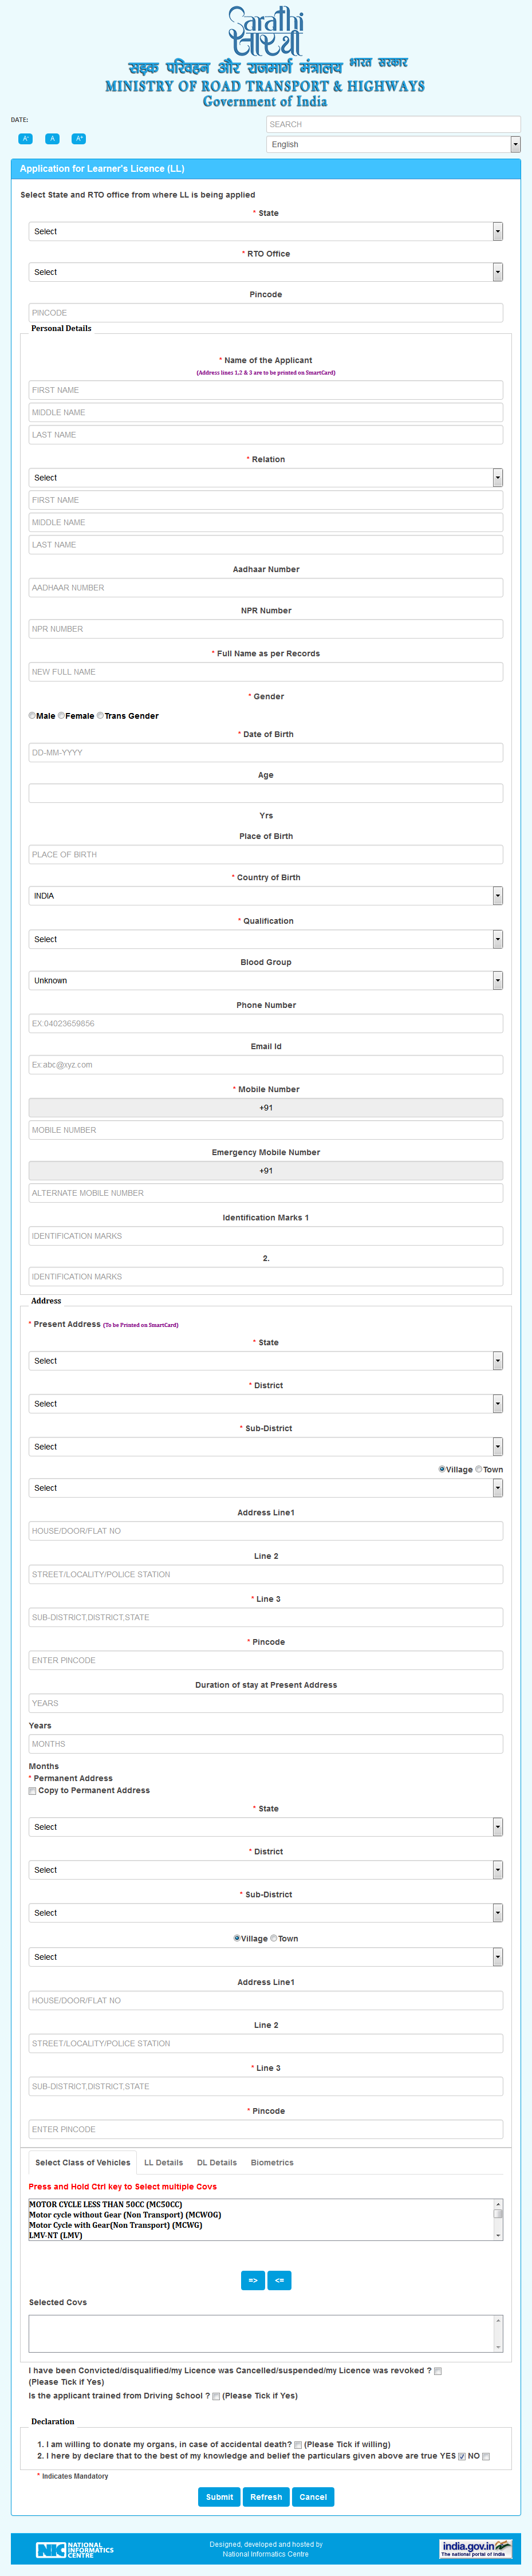 Sarathi
सारथी
सड़क परिवहन और राजमार्ग मंत्रालय भारत सरकार
MINISTRY OF ROAD TRANSPORT & HIGHWAYS
Government of India
DATE:
SEARCH
A- A A+
English
Application for Learner's Licence (LL)
Select State and RTO office from where LL is being applied
* State
Select
* RTO Office
Select
Pincode
PINCODE
Personal Details
* Name of the Applicant
(Address lines 1,2 & 3 are to be printed on SmartCard)
FIRST NAME
MIDDLE NAME
LAST NAME
* Relation
Select
FIRST NAME
MIDDLE NAME
LAST NAME
Aadhaar Number
AADHAAR NUMBER
NPR Number
NPR NUMBER
* Full Name as per Records
NEW FULL NAME
* Gender
Male Female Trans Gender
* Date of Birth
DD-MM-YYYY
Age
Yrs
Place of Birth
PLACE OF BIRTH
* Country of Birth
INDIA
* Qualification
Select
Blood Group
Unknown
Phone Number
EX:04023659856
Email Id
Ex:abc@xyz.com
* Mobile Number
+91
MOBILE NUMBER
Emergency Mobile Number
+91
ALTERNATE MOBILE NUMBER
Identification Marks 1
IDENTIFICATION MARKS
2.
IDENTIFICATION MARKS
Address
* Present Address (To be Printed on SmartCard)
* State
Select
* District
Select
* Sub-District
Select
Village Town
Select
Address Line1
HOUSE/DOOR/FLAT NO
Line 2
STREET/LOCALITY/POLICE STATION
* Line 3
SUB-DISTRICT,DISTRICT,STATE
* Pincode
ENTER PINCODE
Duration of stay at Present Address
YEARS
Years
MONTHS
Months
* Permanent Address
Copy to Permanent Address
* State
Select
* District
Select
* Sub-District
Select
Village Town
Select
Address Line1
HOUSE/DOOR/FLAT NO
Line 2
STREET/LOCALITY/POLICE STATION
* Line 3
SUB-DISTRICT,DISTRICT,STATE
* Pincode
ENTER PINCODE
Select Class of Vehicles LL Details DL Details Biometrics
Press and Hold Ctrl key to Select multiple Covs
MOTOR CYCLE LESS THAN 50CC (MC50CC)
Motor cycle without Gear (Non Transport) (MCWOG)
Motor Cycle with Gear(Non Transport) (MCWG)
LMV-NT (LMV)
=> <=
Selected Covs
I have been Convicted/disqualified/my Licence was Cancelled/suspended/my Licence was revoked ?
(Please Tick if Yes)
Is the applicant trained from Driving School ? (Please Tick if Yes)
Declaration
1. I am willing to donate my organs, in case of accidental death? (Please Tick if willing)
2. I here by declare that to the best of my knowledge and belief the particulars given above are true YES NO
* Indicates Mandatory
Submit Refresh Cancel
NIC NATIONAL INFORMATICS CENTRE
Designed, developed and hosted by
National Informatics Centre
india.gov.in
The national portal of India